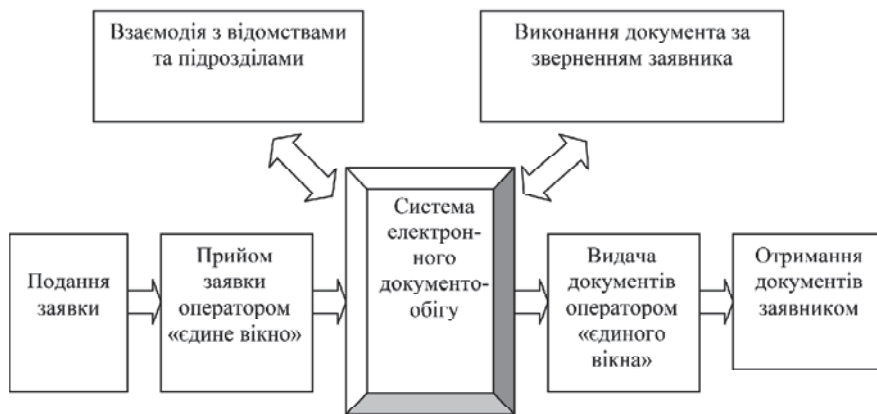 Взаємодія з відомствами
та підрозділами
Виконання документа за
зверненням заявника
Подання
заявки
Прийом
заявки
оператором
«єдине вікно»
Система
електрон-
ного
документо-
обігу
Видача
документів
оператором
«єдиного
вікна»
Отримання
документів
заявником